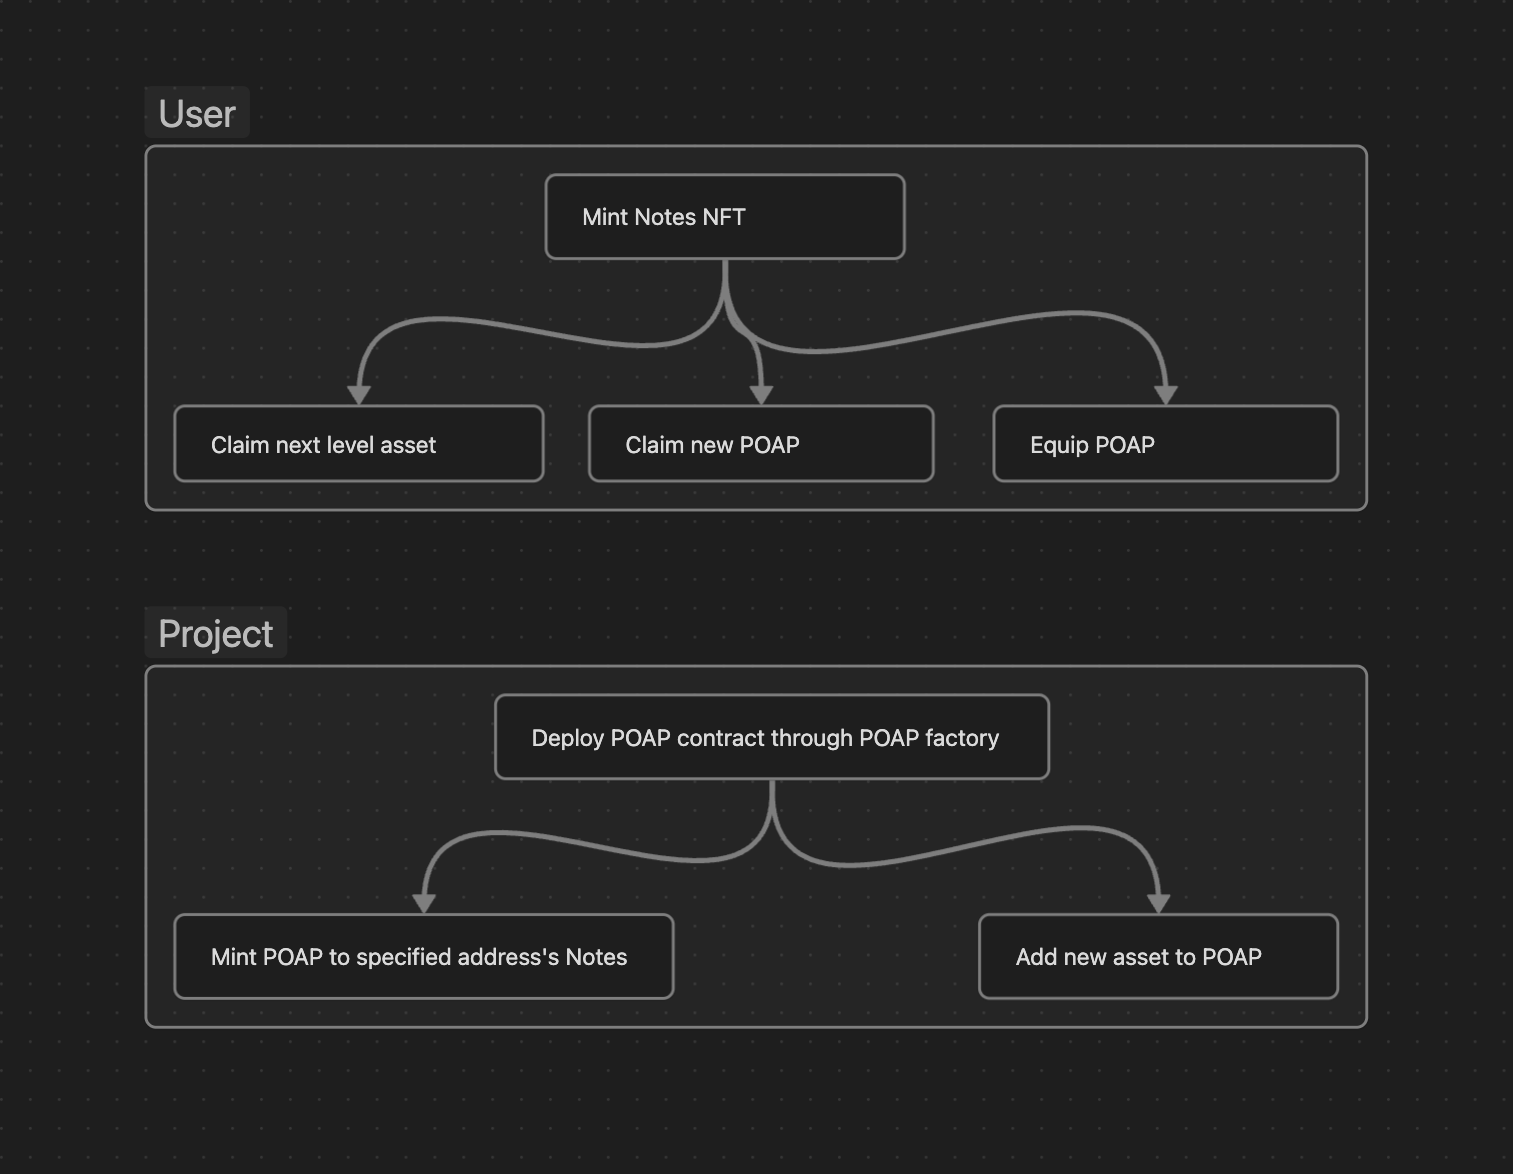 User
Mint Notes NFT
Claim next level asset
Claim new POAP
Equip POAP
Project
Deploy POAP contract through POAP factory
Mint POAP to specified address's Notes
Add new asset to POAP